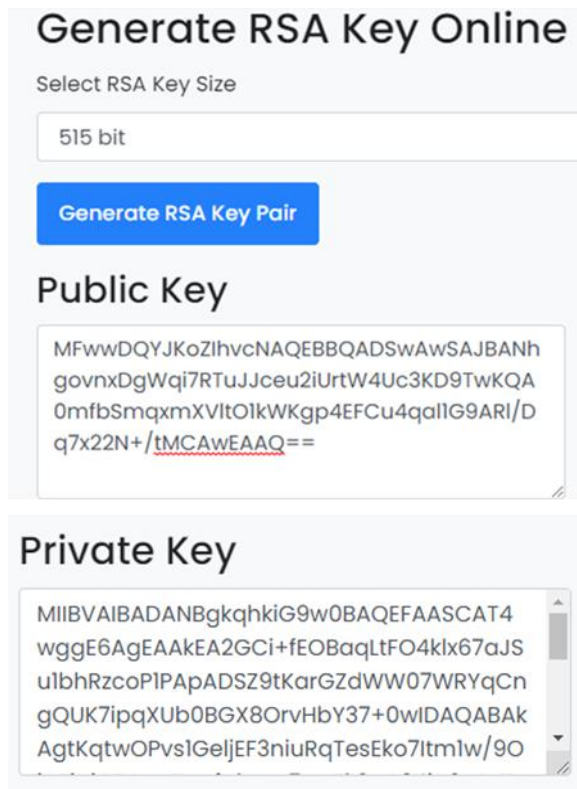 Generate RSA Key Online
Select RSA Key Size
515 bit
Generate RSA Key Pair
Public Key
MFwwDQYJKoZIhvcNAQEBBQADSwAwSAJBANh
govnxDgWqi7RTuJJceu2iUrtW4Uc3KD9TwKQA
0mfbSmqxmXVltO1kWKgp4EFCu4qal1G9ARl/D
q7x22N+/tMCAwEAAQ==
Private Key
MIIBVAIBADANBgkqhkiG9w0BAQEFAASCAT4
wggE6AgEAAkEA2GCi+fEOBaqLtFO4klx67aJS
u1bhRzcoP1PApADSZ9tKarGZdWW07WRYqCn
gQUK7ipqXUb0BGX8OrvHbY37+0wIDAQABAk
AgtKqtwOPvs1GeljEF3niuRqTesEko7Itm1w/9O